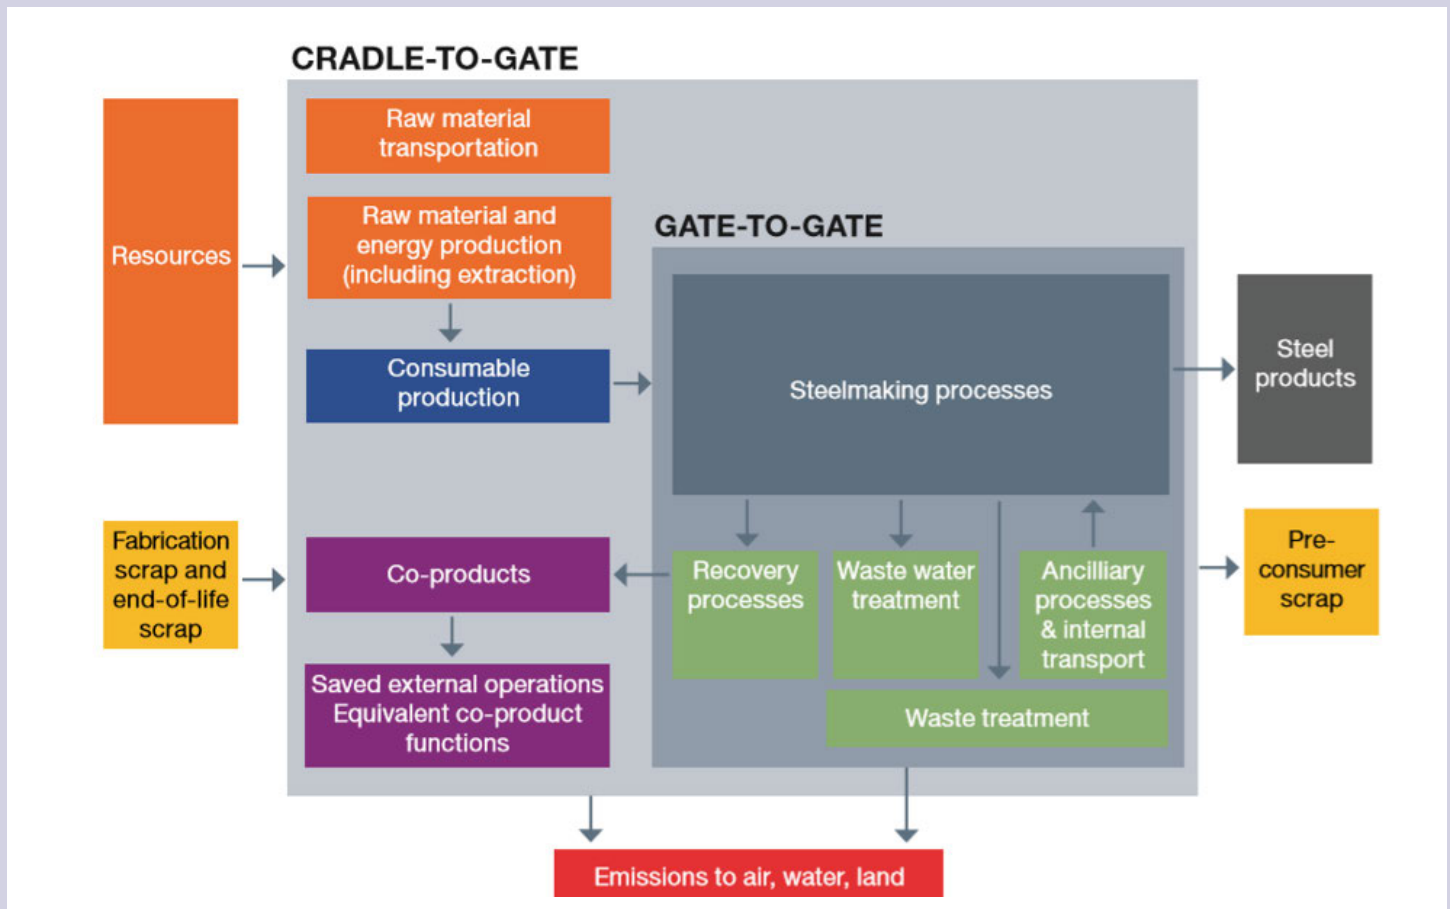 CRADLE-TO-GATE
Raw material
transportation
Resources
Raw material and
energy production
(including extraction)
GATE-TO-GATE
Consumable
production
Steelmaking processes
Steel
products
Fabrication
scrap and
end-of-life
scrap
Co-products
Recovery
processes
Waste water
treatment
Ancilliary
processes
& internal
transport
Pre-
consumer
scrap
Saved external operations
Equivalent co-product
functions
Waste treatment
Emissions to air, water, land